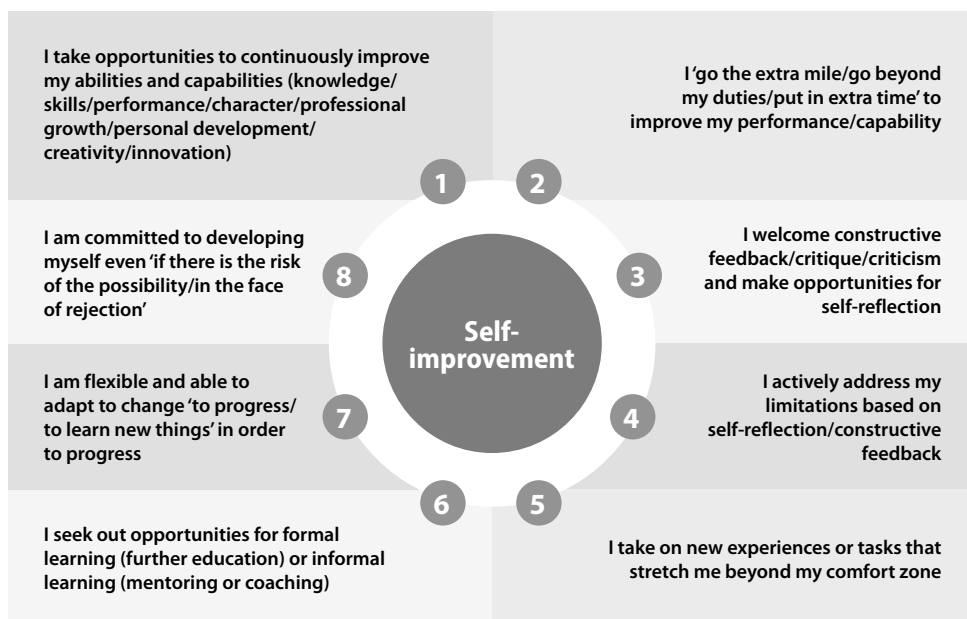 I take opportunities to continuously improve
my abilities and capabilities (knowledge/
skills/performance/character/professional
growth/personal development/
creativity/innovation)
1
I ‘go the extra mile/go beyond
my duties/put in extra time’ to
improve my performance/capability
2
I welcome constructive
feedback/critique/criticism
and make opportunities for
self-reflection
3
I actively address my
limitations based on
self-reflection/constructive
feedback
4
I take on new experiences or tasks that
stretch me beyond my comfort zone
5
I seek out opportunities for formal
learning (further education) or informal
learning (mentoring or coaching)
6
I am flexible and able to
adapt to change ‘to progress/
to learn new things’ in order
to progress
7
I am committed to developing
myself even ‘if there is the risk
of the possibility/in the face
of rejection’
8
Self-
improvement